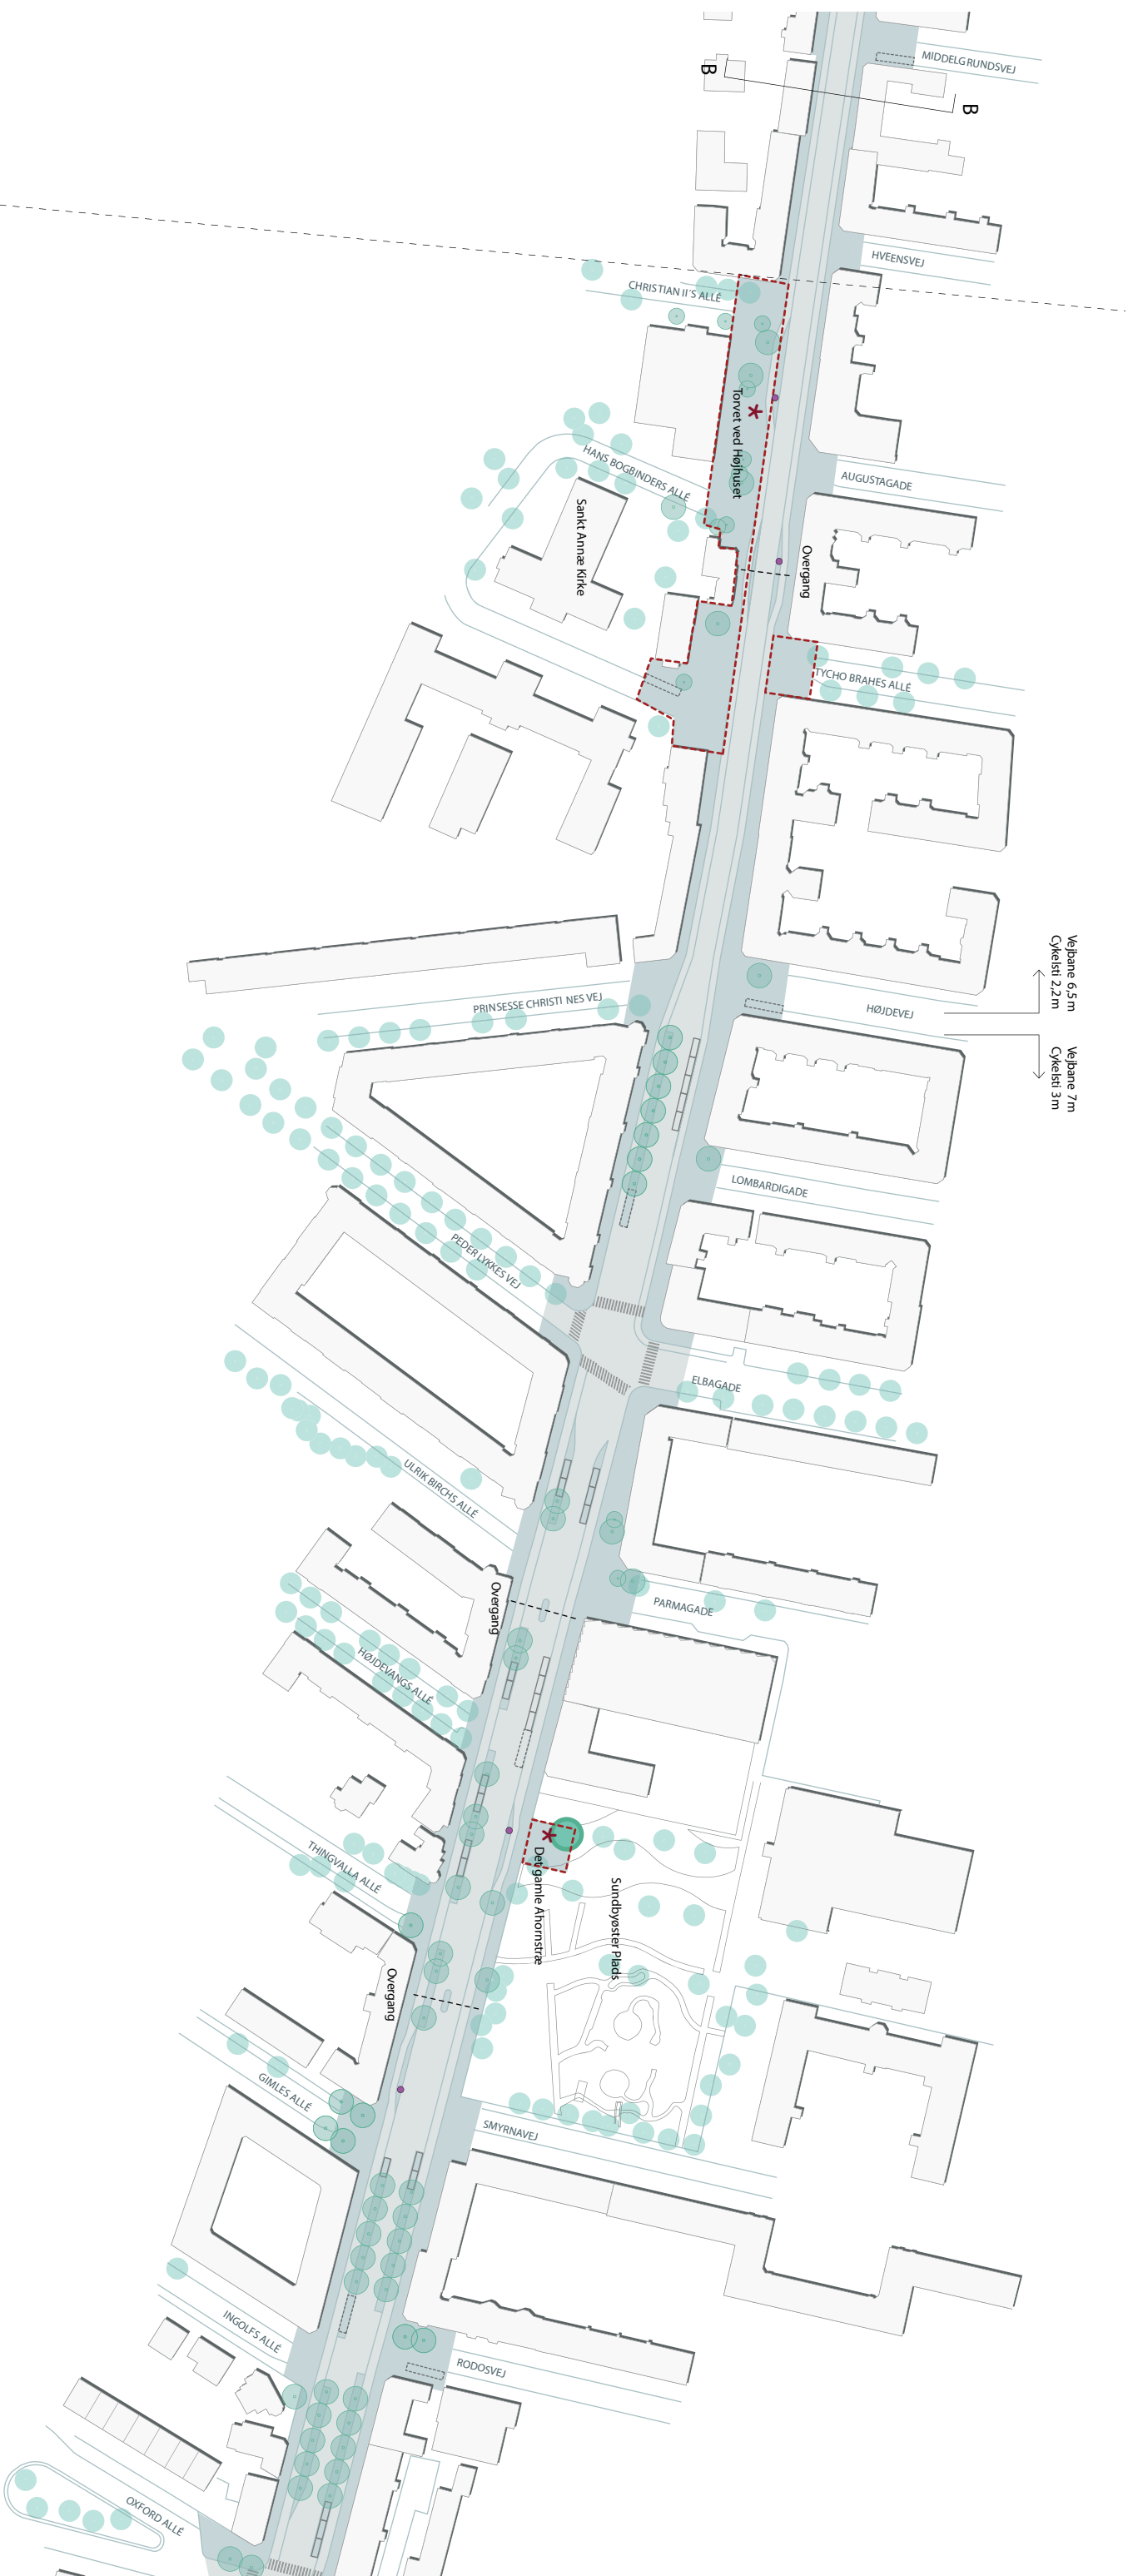 MIDDELGRUNDSVEJ
B
B
HVEENSVEJ
CHRISTIAN II'S ALLÉ
Torvet ved Højhuset
HANS BOGBINDERS ALLÉ
AUGUSTAGADE
Sankt Annæ Kirke
Overgang
TYCHO BRAHES ALLÉ
Vejbane 6,5m
Cykelsti 2,2m
PRINSESSE CHRISTINES VEJ
HØJDEVEJ
Vejbane 7m
Cykelsti 3m
LOMBARDIGADE
PEDER LYKKES VEJ
ELBAGADE
ULRIK BIRCHS ALLÉ
Overgang
PARMAGADE
HØJDEVANGS ALLÉ
THINGVALLA ALLÉ
Det gamle Ahornstræ
Sundbyøster Plads
Overgang
GIMLES ALLÉ
SMYRNAVEJ
INGOLFS ALLÉ
RODOSVEJ
OXFORD ALLÉ